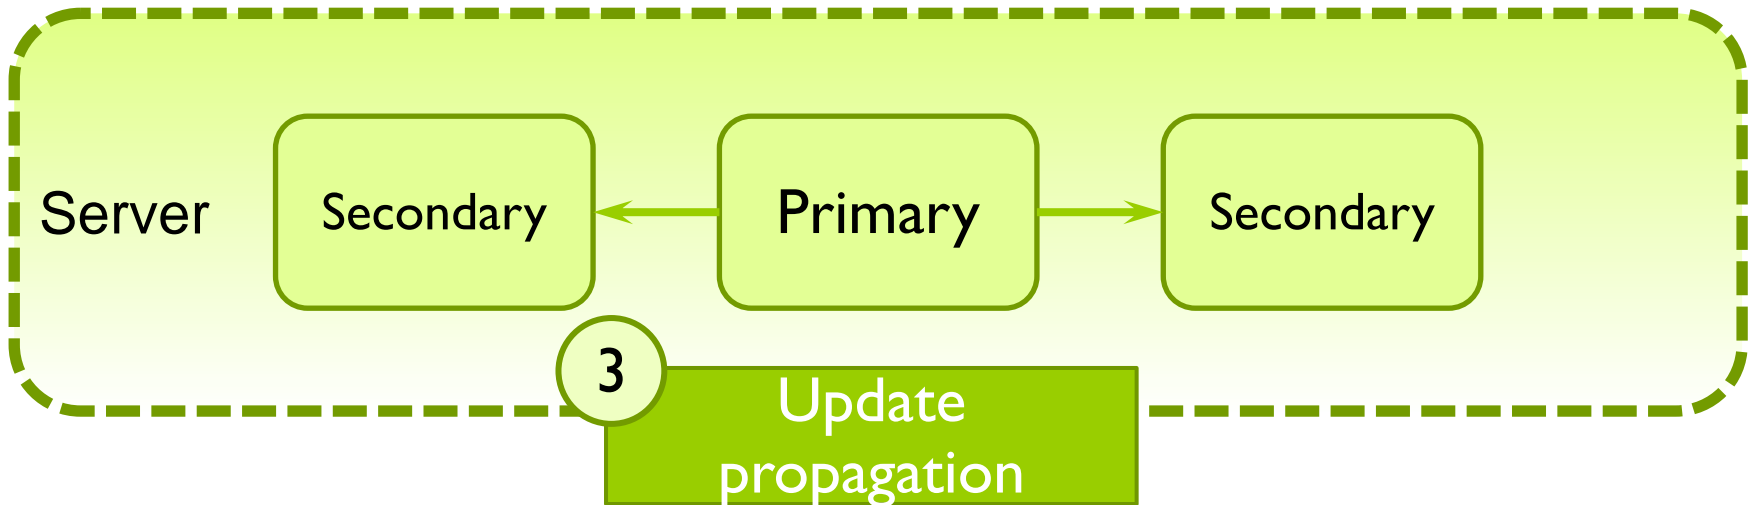 Server
Secondary
Primary
Secondary
3
Update
propagation